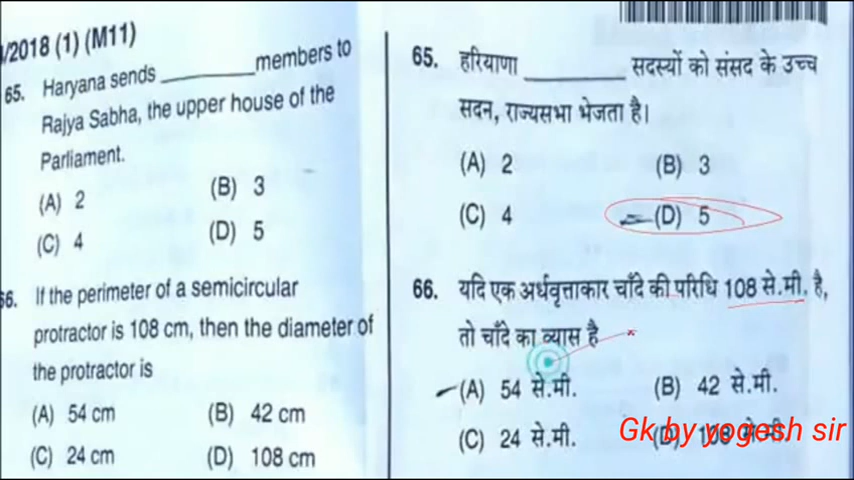 /2018 (1) (M11)
65. Haryana sends ________ members to
Rajya Sabha, the upper house of the
Parliament.
(A) 2 (B) 3
(C) 4 (D) 5
66. If the perimeter of a semicircular
protractor is 108 cm, then the diameter of
the protractor is
(A) 54 cm (B) 42 cm
(C) 24 cm (D) 108 cm
65. हरियाणा ________ सदस्यों को संसद के उच्च
सदन, राज्यसभा भेजता है।
(A) 2 (B) 3
(C) 4 (D) 5
66. यदि एक अर्धवृत्ताकार चाँदे की परिधि 108 से.मी. है,
तो चाँदे का व्यास है
(A) 54 से.मी. (B) 42 से.मी.
(C) 24 से.मी. (D) 108 से.मी.
Gk by yogesh sir